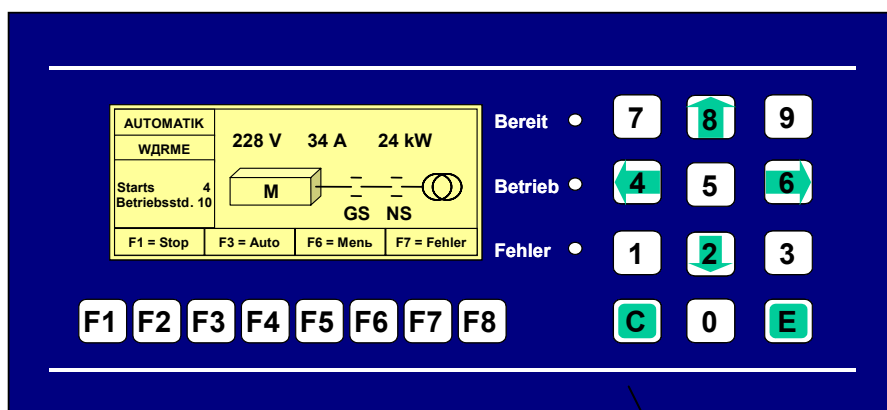 AUTOMATIK
WДRME
228 V 34 A 24 kW
Starts 4
Betriebsstd. 10
M
GS NS
F1 = Stop F3 = Auto F6 = Menь F7 = Fehler
Bereit
Betrieb
Fehler
7 8 9
4 5 6
1 2 3
C 0 E
F1 F2 F3 F4 F5 F6 F7 F8